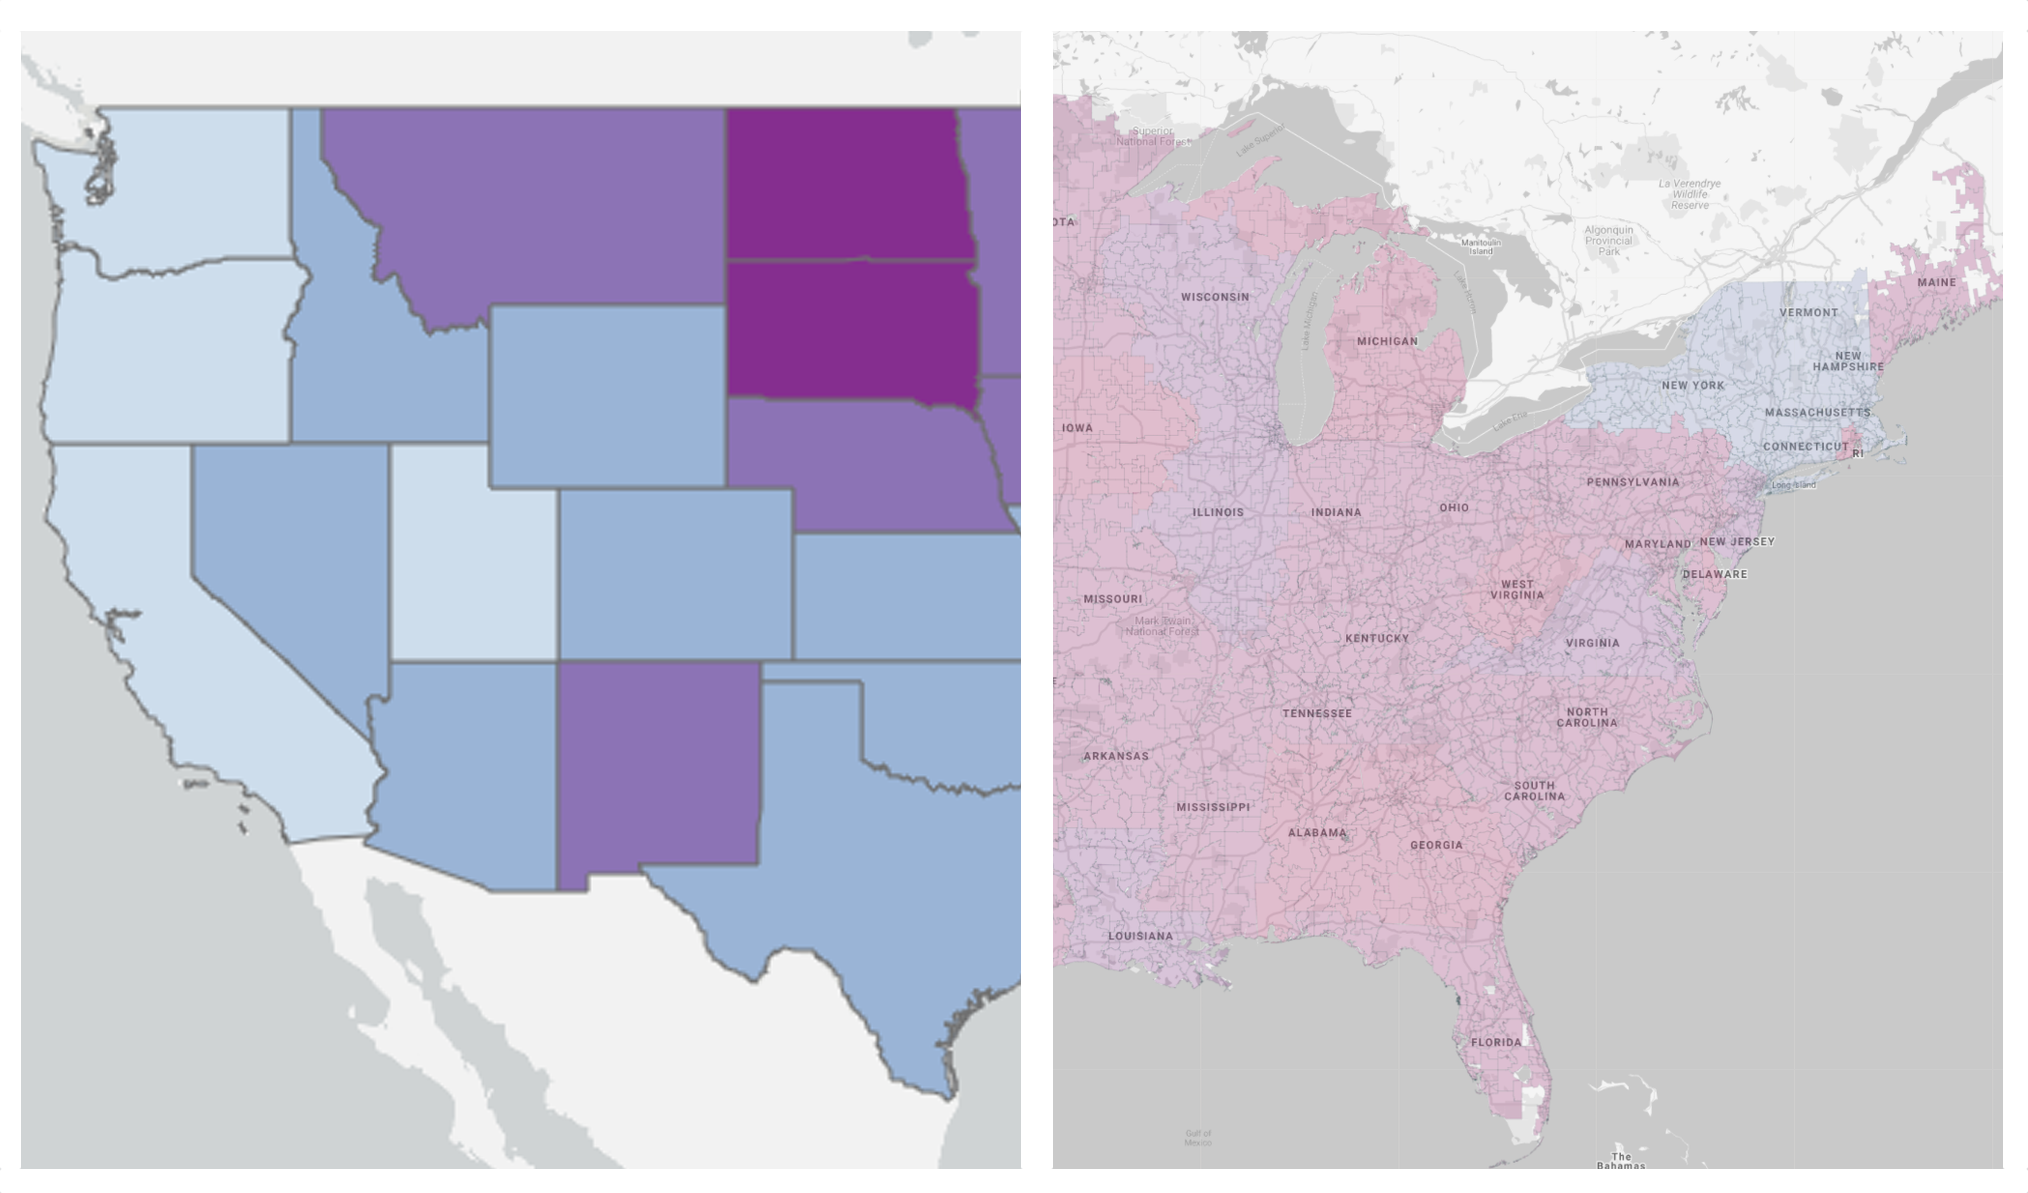 Superior
National Forest
Lake Superior
La Verendrye
Wildlife
Reserve
OTA
Manitoulin
Island
Algonquin
Provincial
Park
Lake Huron
MAINE
WISCONSIN
Lake Michigan
VERMONT
MICHIGAN
NEW
HAMPSHIRE
NEW YORK
MASSACHUSETTS
Lake Erie
IOWA
CONNECTICUT
RI
PENNSYLVANIA
Long Island
ILLINOIS
INDIANA
OHIO
MARYLAND
NEW JERSEY
DELAWARE
WEST
VIRGINIA
MISSOURI
Mark Twain
National Forest
KENTUCKY
VIRGINIA
E
TENNESSEE
NORTH
CAROLINA
ARKANSAS
SOUTH
CAROLINA
MISSISSIPPI
ALABAMA
GEORGIA
LOUISIANA
FLORIDA
Gulf of
Mexico
The
Bahamas